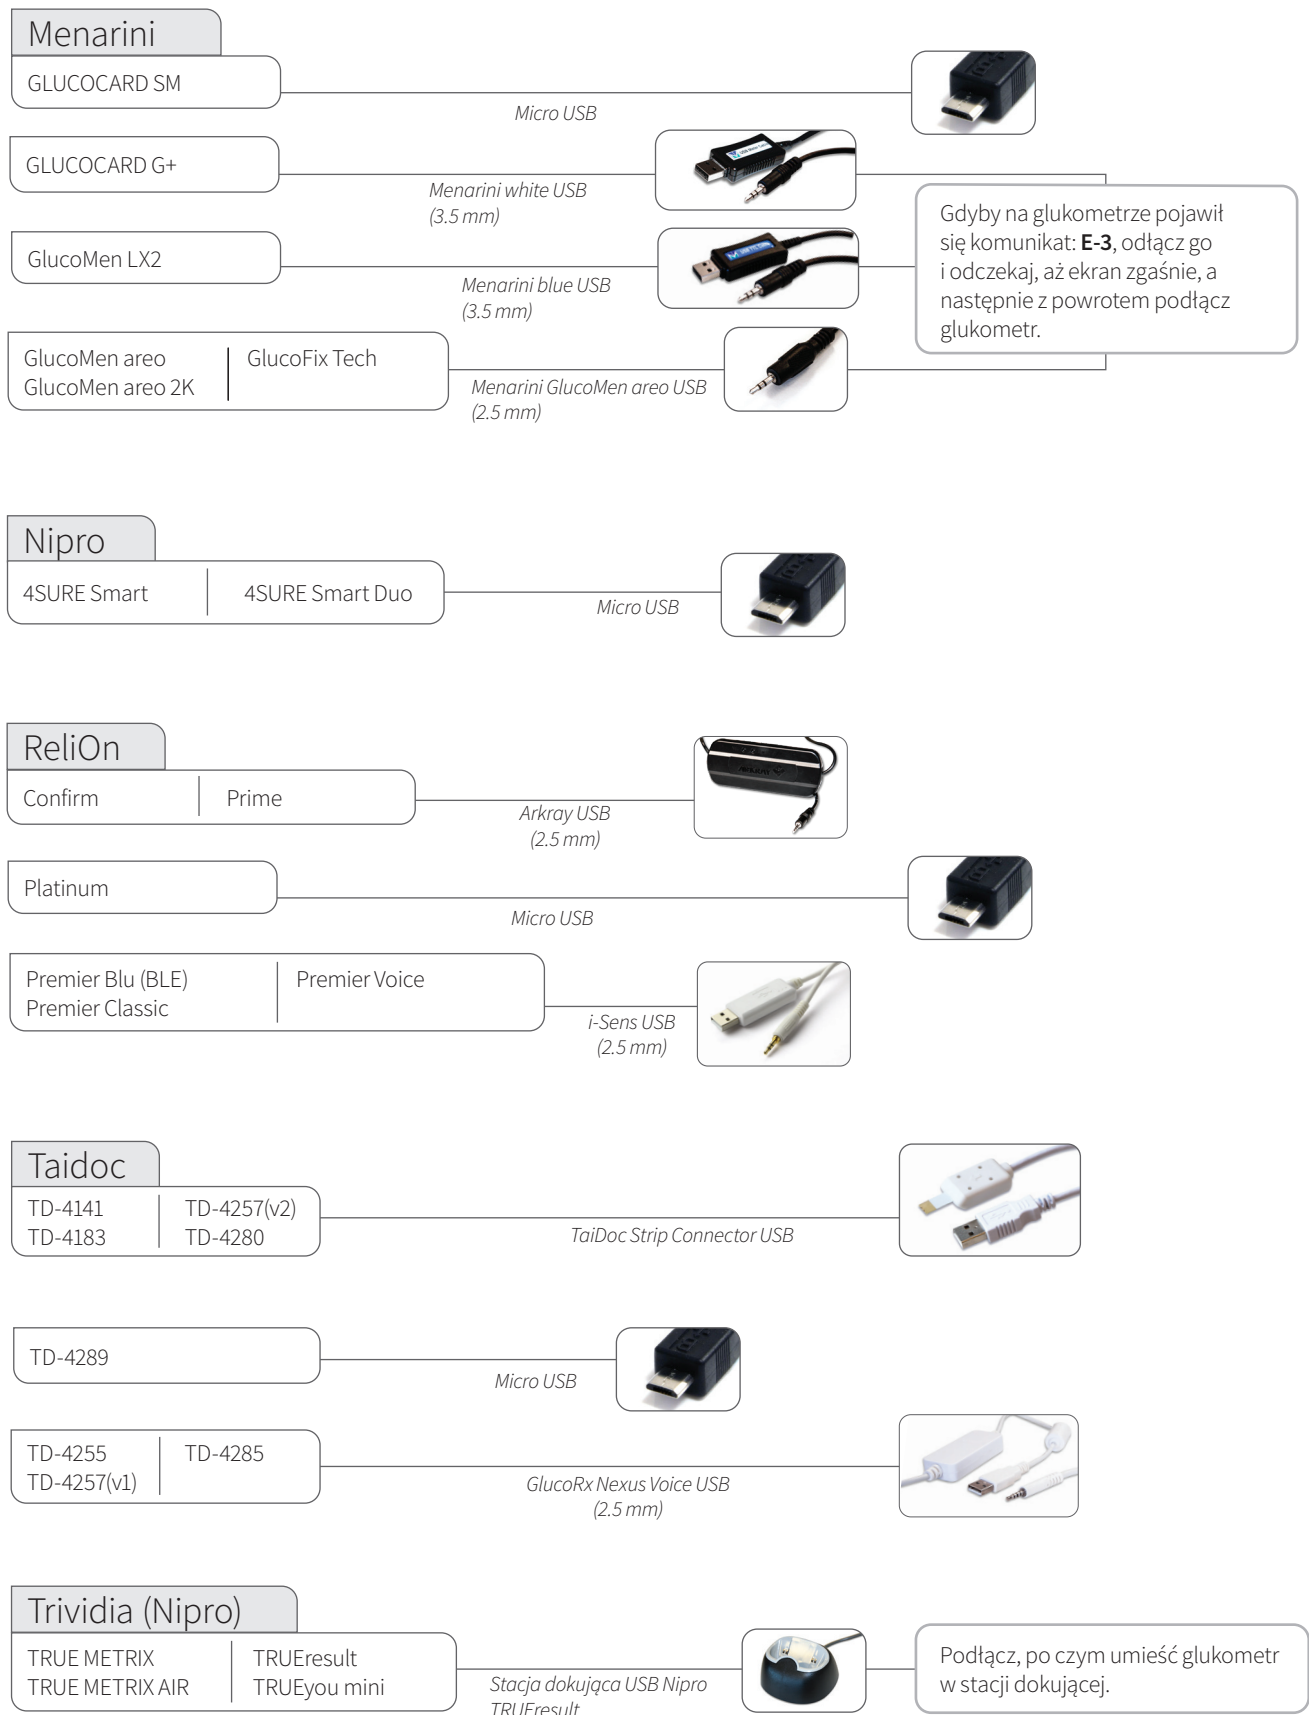 Menarini
GLUCOCARD SM
Micro USB
GLUCOCARD G+
Menarini white USB
(3.5 mm)
GlucoMen LX2
Menarini blue USB
(3.5 mm)
Gdyby na glukometrze pojawił
się komunikat: E-3, odłącz go
i odczekaj, aż ekran zgaśnie, a
następnie z powrotem podłącz
glukometr.
GlucoMen areo
GlucoMen areo 2K
GlucoFix Tech
Menarini GlucoMen areo USB
(2.5 mm)
Nipro
4SURE Smart
4SURE Smart Duo
Micro USB
ReliOn
Confirm
Prime
Arkray USB
(2.5 mm)
Platinum
Micro USB
Premier Blu (BLE)
Premier Classic
Premier Voice
i-Sens USB
(2.5 mm)
Taidoc
TD-4141
TD-4183
TD-4257(v2)
TD-4280
TaiDoc Strip Connector USB
TD-4289
Micro USB
TD-4255
TD-4257(v1)
TD-4285
GlucoRx Nexus Voice USB
(2.5 mm)
Trividia (Nipro)
TRUE METRIX
TRUE METRIX AIR
TRUEresult
TRUEyou mini
Stacja dokująca USB Nipro
TRUEresult
Podłącz, po czym umieść glukometr
w stacji dokującej.